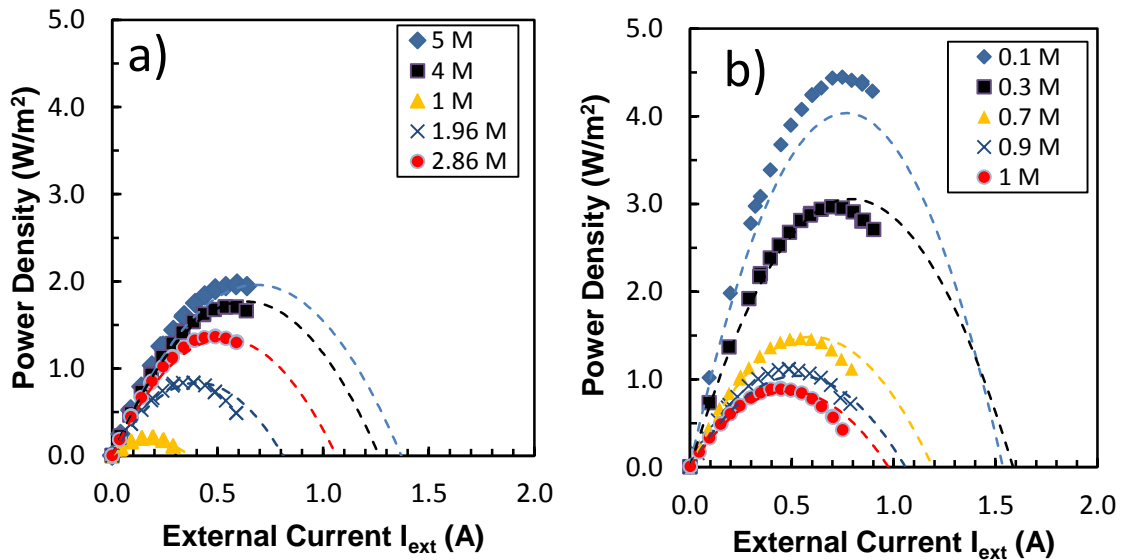 a)
5 M
4 M
1 M
1.96 M
2.86 M
Power Density (W/m²)
5.0
4.0
3.0
2.0
1.0
0.0
0.0 0.5 1.0 1.5 2.0
External Current I_ext (A)
b)
0.1 M
0.3 M
0.7 M
0.9 M
1 M
Power Density (W/m²)
5.0
4.0
3.0
2.0
1.0
0.0
0.0 0.5 1.0 1.5 2.0
External Current I_ext (A)